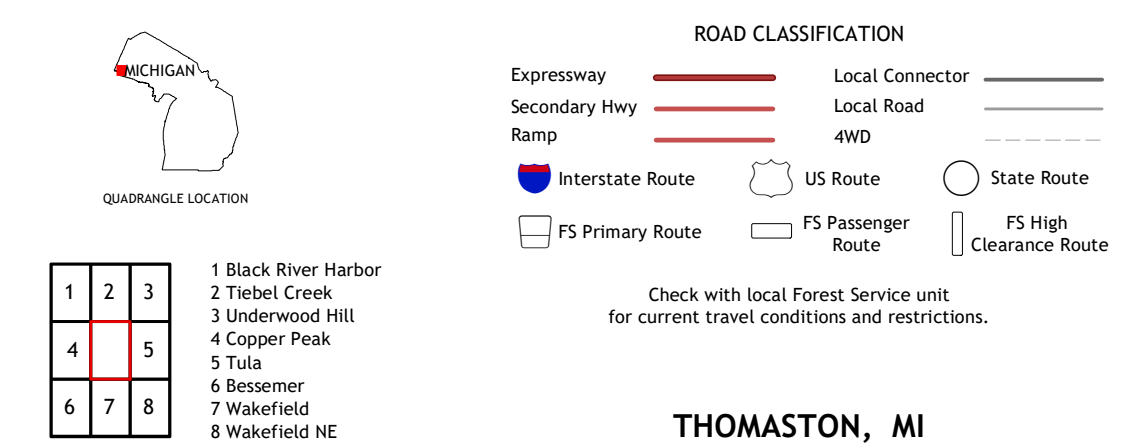 MICHIGAN
QUADRANGLE LOCATION
ROAD CLASSIFICATION
Expressway
Local Connector
Secondary Hwy
Local Road
Ramp
4WD
Interstate Route
US Route
State Route
FS Primary Route
FS Passenger
Route
FS High
Clearance Route
Check with local Forest Service unit
for current travel conditions and restrictions.
1 2 3
4 5
6 7 8
1 Black River Harbor
2 Tiebel Creek
3 Underwood Hill
4 Copper Peak
5 Tula
6 Bessemer
7 Wakefield
8 Wakefield NE
THOMASTON, MI